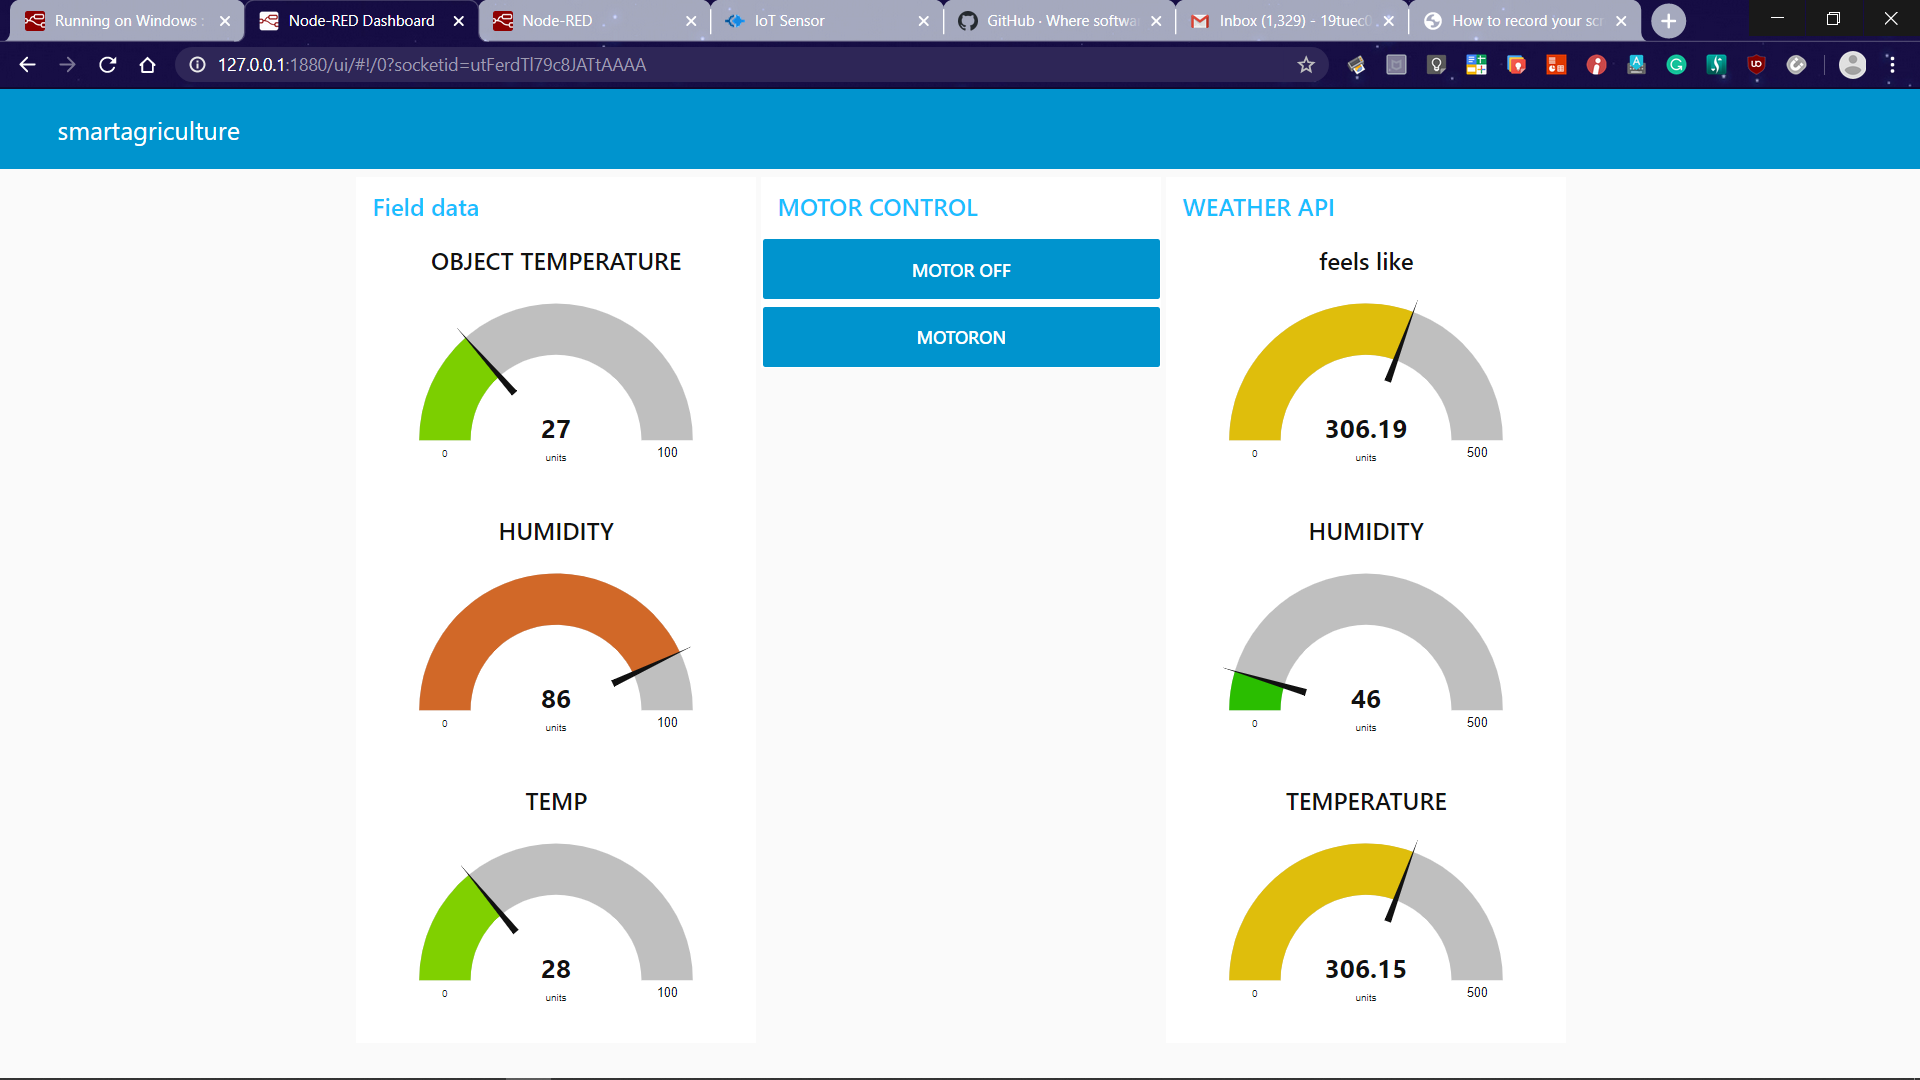 Running on Windows :
Node-RED Dashboard
Node-RED
IoT Sensor
GitHub · Where softwa
Inbox (1,329) - 19tuec0
How to record your scr
127.0.0.1:1880/ui/#!/0?socketid=utFerdTl79c8JATtAAAA
smartagriculture
Field data
OBJECT TEMPERATURE
27
units
0
100
HUMIDITY
86
units
0
100
TEMP
28
units
0
100
MOTOR CONTROL
MOTOR OFF
MOTORON
WEATHER API
feels like
306.19
units
0
500
HUMIDITY
46
units
0
500
TEMPERATURE
306.15
units
0
500